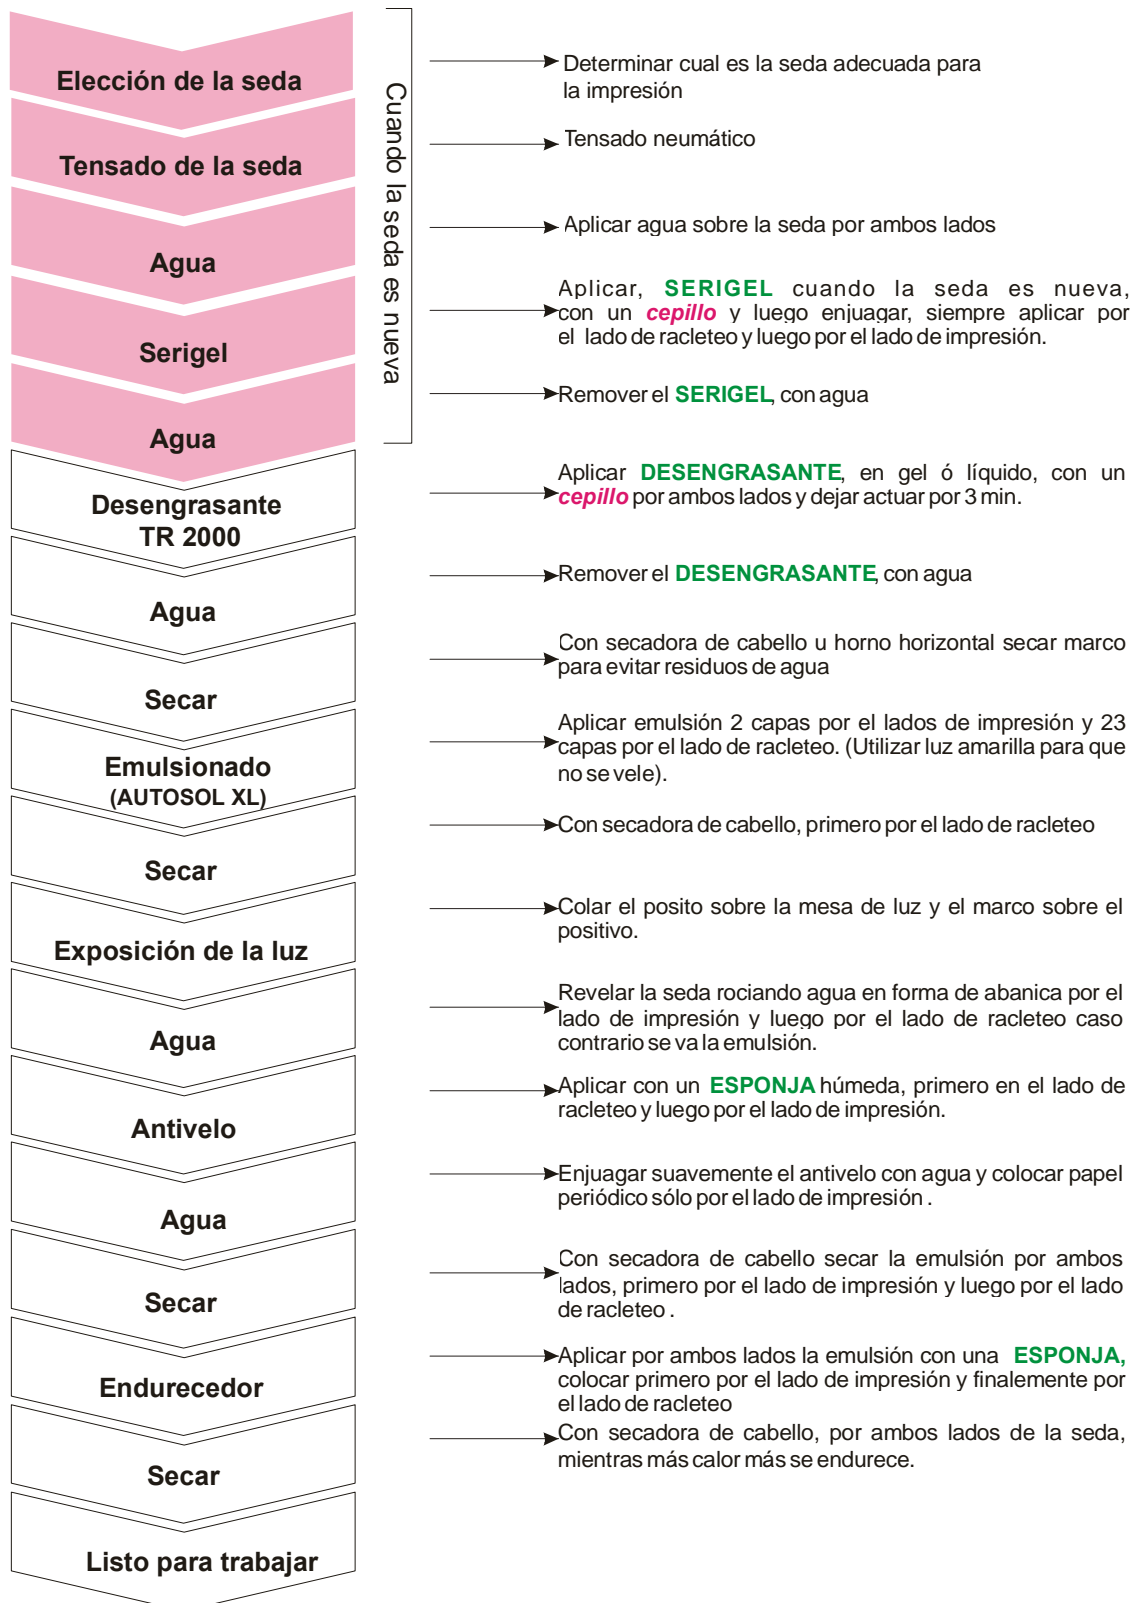 Elección de la seda
Determinar cual es la seda adecuada para
la impresión
Tensado de la seda
Tensado neumático
Agua
Aplicar agua sobre la seda por ambos lados
Serigel
Aplicar, SERIGEL cuando la seda es nueva,
con un cepillo y luego enjuagar, siempre aplicar por
el lado de racleteo y luego por el lado de impresión.
Agua
Remover el SERIGEL, con agua
Cuando la seda es nueva
Desengrasante
TR 2000
Aplicar DESENGRASANTE, en gel ó líquido, con un
cepillo por ambos lados y dejar actuar por 3 min.
Agua
Remover el DESENGRASANTE, con agua
Secar
Con secadora de cabello u horno horizontal secar marco
para evitar residuos de agua
Emulsionado
(AUTOSOL XL)
Aplicar emulsión 2 capas por el lados de impresión y 23
capas por el lado de racleteo. (Utilizar luz amarilla para que
no se vele).
Secar
Con secadora de cabello, primero por el lado de racleteo
Exposición de la luz
Colar el posito sobre la mesa de luz y el marco sobre el
positivo.
Agua
Revelar la seda rociando agua en forma de abanica por el
lado de impresión y luego por el lado de racleteo caso
contrario se va la emulsión.
Antivelo
Aplicar con un ESPONJA húmeda, primero en el lado de
racleteo y luego por el lado de impresión.
Agua
Enjuagar suavemente el antivelo con agua y colocar papel
periódico sólo por el lado de impresión .
Secar
Con secadora de cabello secar la emulsión por ambos
lados, primero por el lado de impresión y luego por el lado
de racleteo .
Endurecedor
Aplicar por ambos lados la emulsión con una ESPONJA,
colocar primero por el lado de impresión y finalemente por
el lado de racleteo
Secar
Con secadora de cabello, por ambos lados de la seda,
mientras más calor más se endurece.
Listo para trabajar